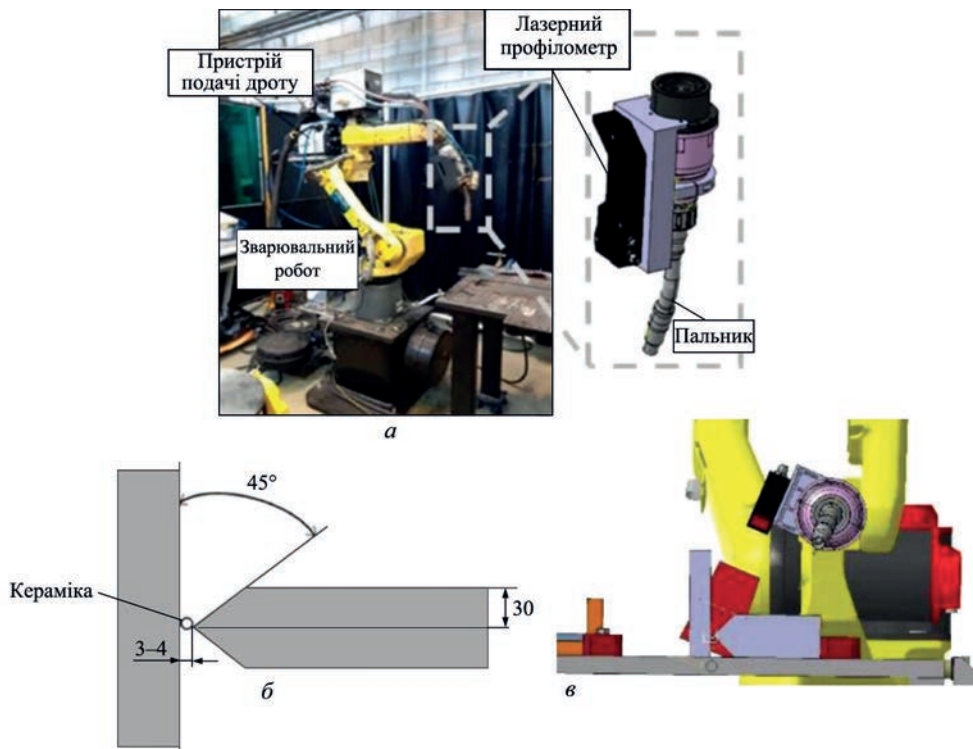 Лазерний
профілометр
Пристрій
подачі дроту
Зварювальний
робот
Пальник
а
45°
Кераміка
30
3–4
б
в